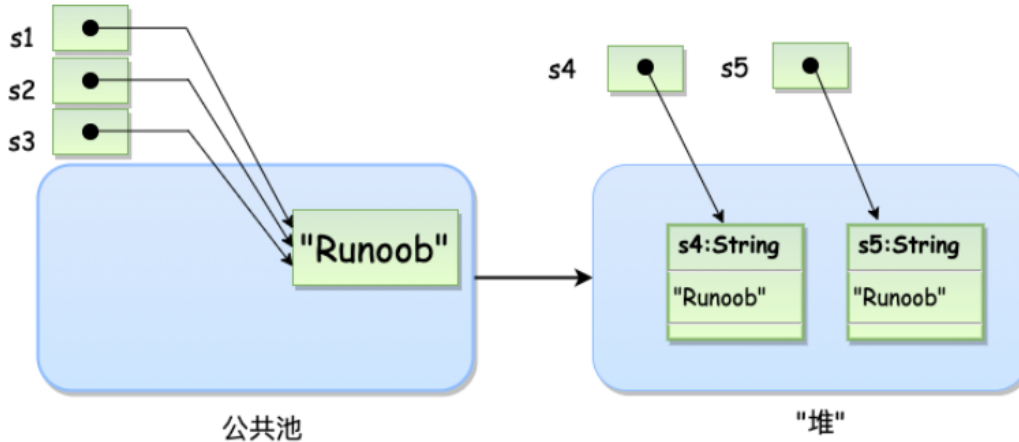 s1
s2
s3
"Runoob"
公共池
s4
s5
s4:String
"Runoob"
s5:String
"Runoob"
"堆"